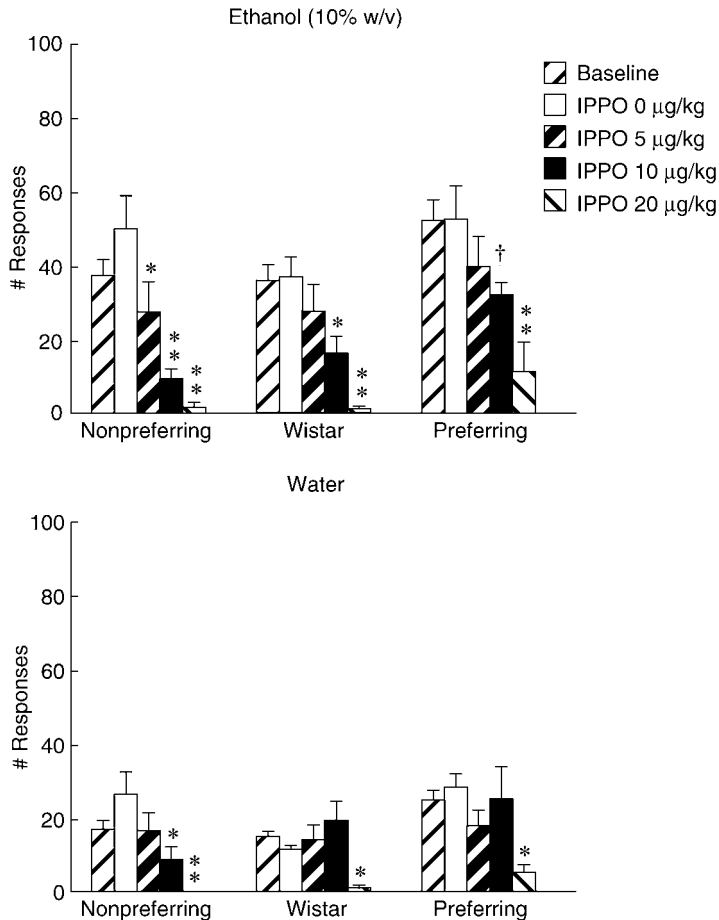 Ethanol (10% w/v)
100
80
60
40
20
0
# Responses
Baseline
IPPO 0 μg/kg
IPPO 5 μg/kg
IPPO 10 μg/kg
IPPO 20 μg/kg
*
* *
* *
*
* *
†
* *
Nonpreferring Wistar Preferring
Water
100
80
60
40
20
0
# Responses
*
* *
*
*
Nonpreferring Wistar Preferring